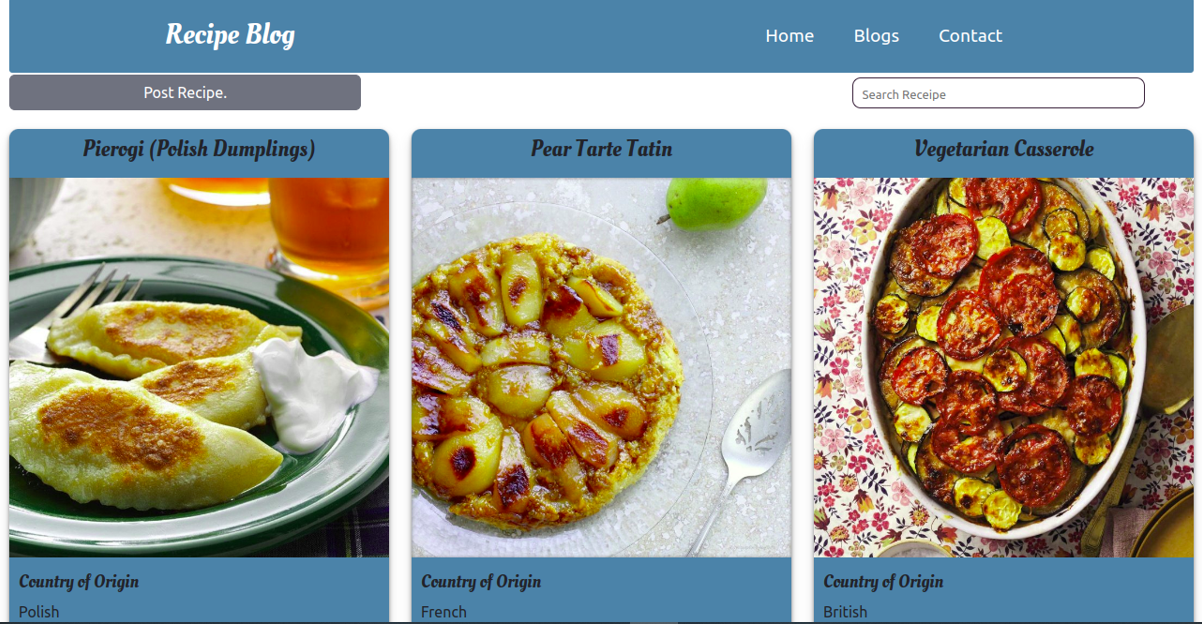 Recipe Blog
Home Blogs Contact
Post Recipe.
Search Receipe
Pierogi (Polish Dumplings)
Pear Tarte Tatin
Vegetarian Casserole
Country of Origin
Polish
Country of Origin
French
Country of Origin
British